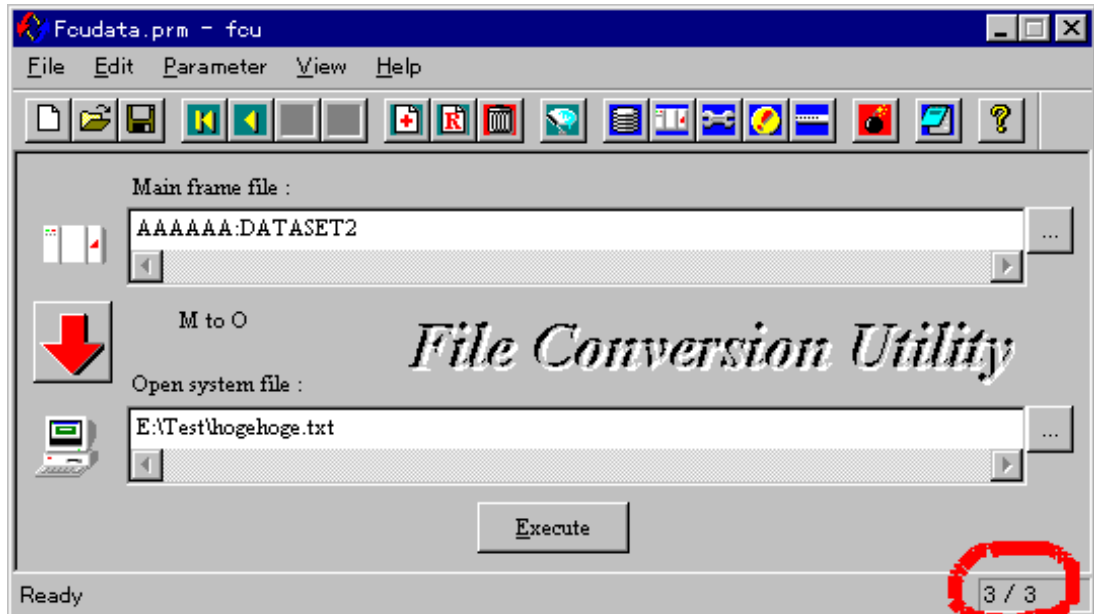 Fcudata.prm - fcu
File Edit Parameter View Help
R
?
Main frame file :
AAAAAA:DATASET2
...
M to O
File Conversion Utility
Open system file :
E:\Test\hogehoge.txt
...
Execute
Ready
3 / 3